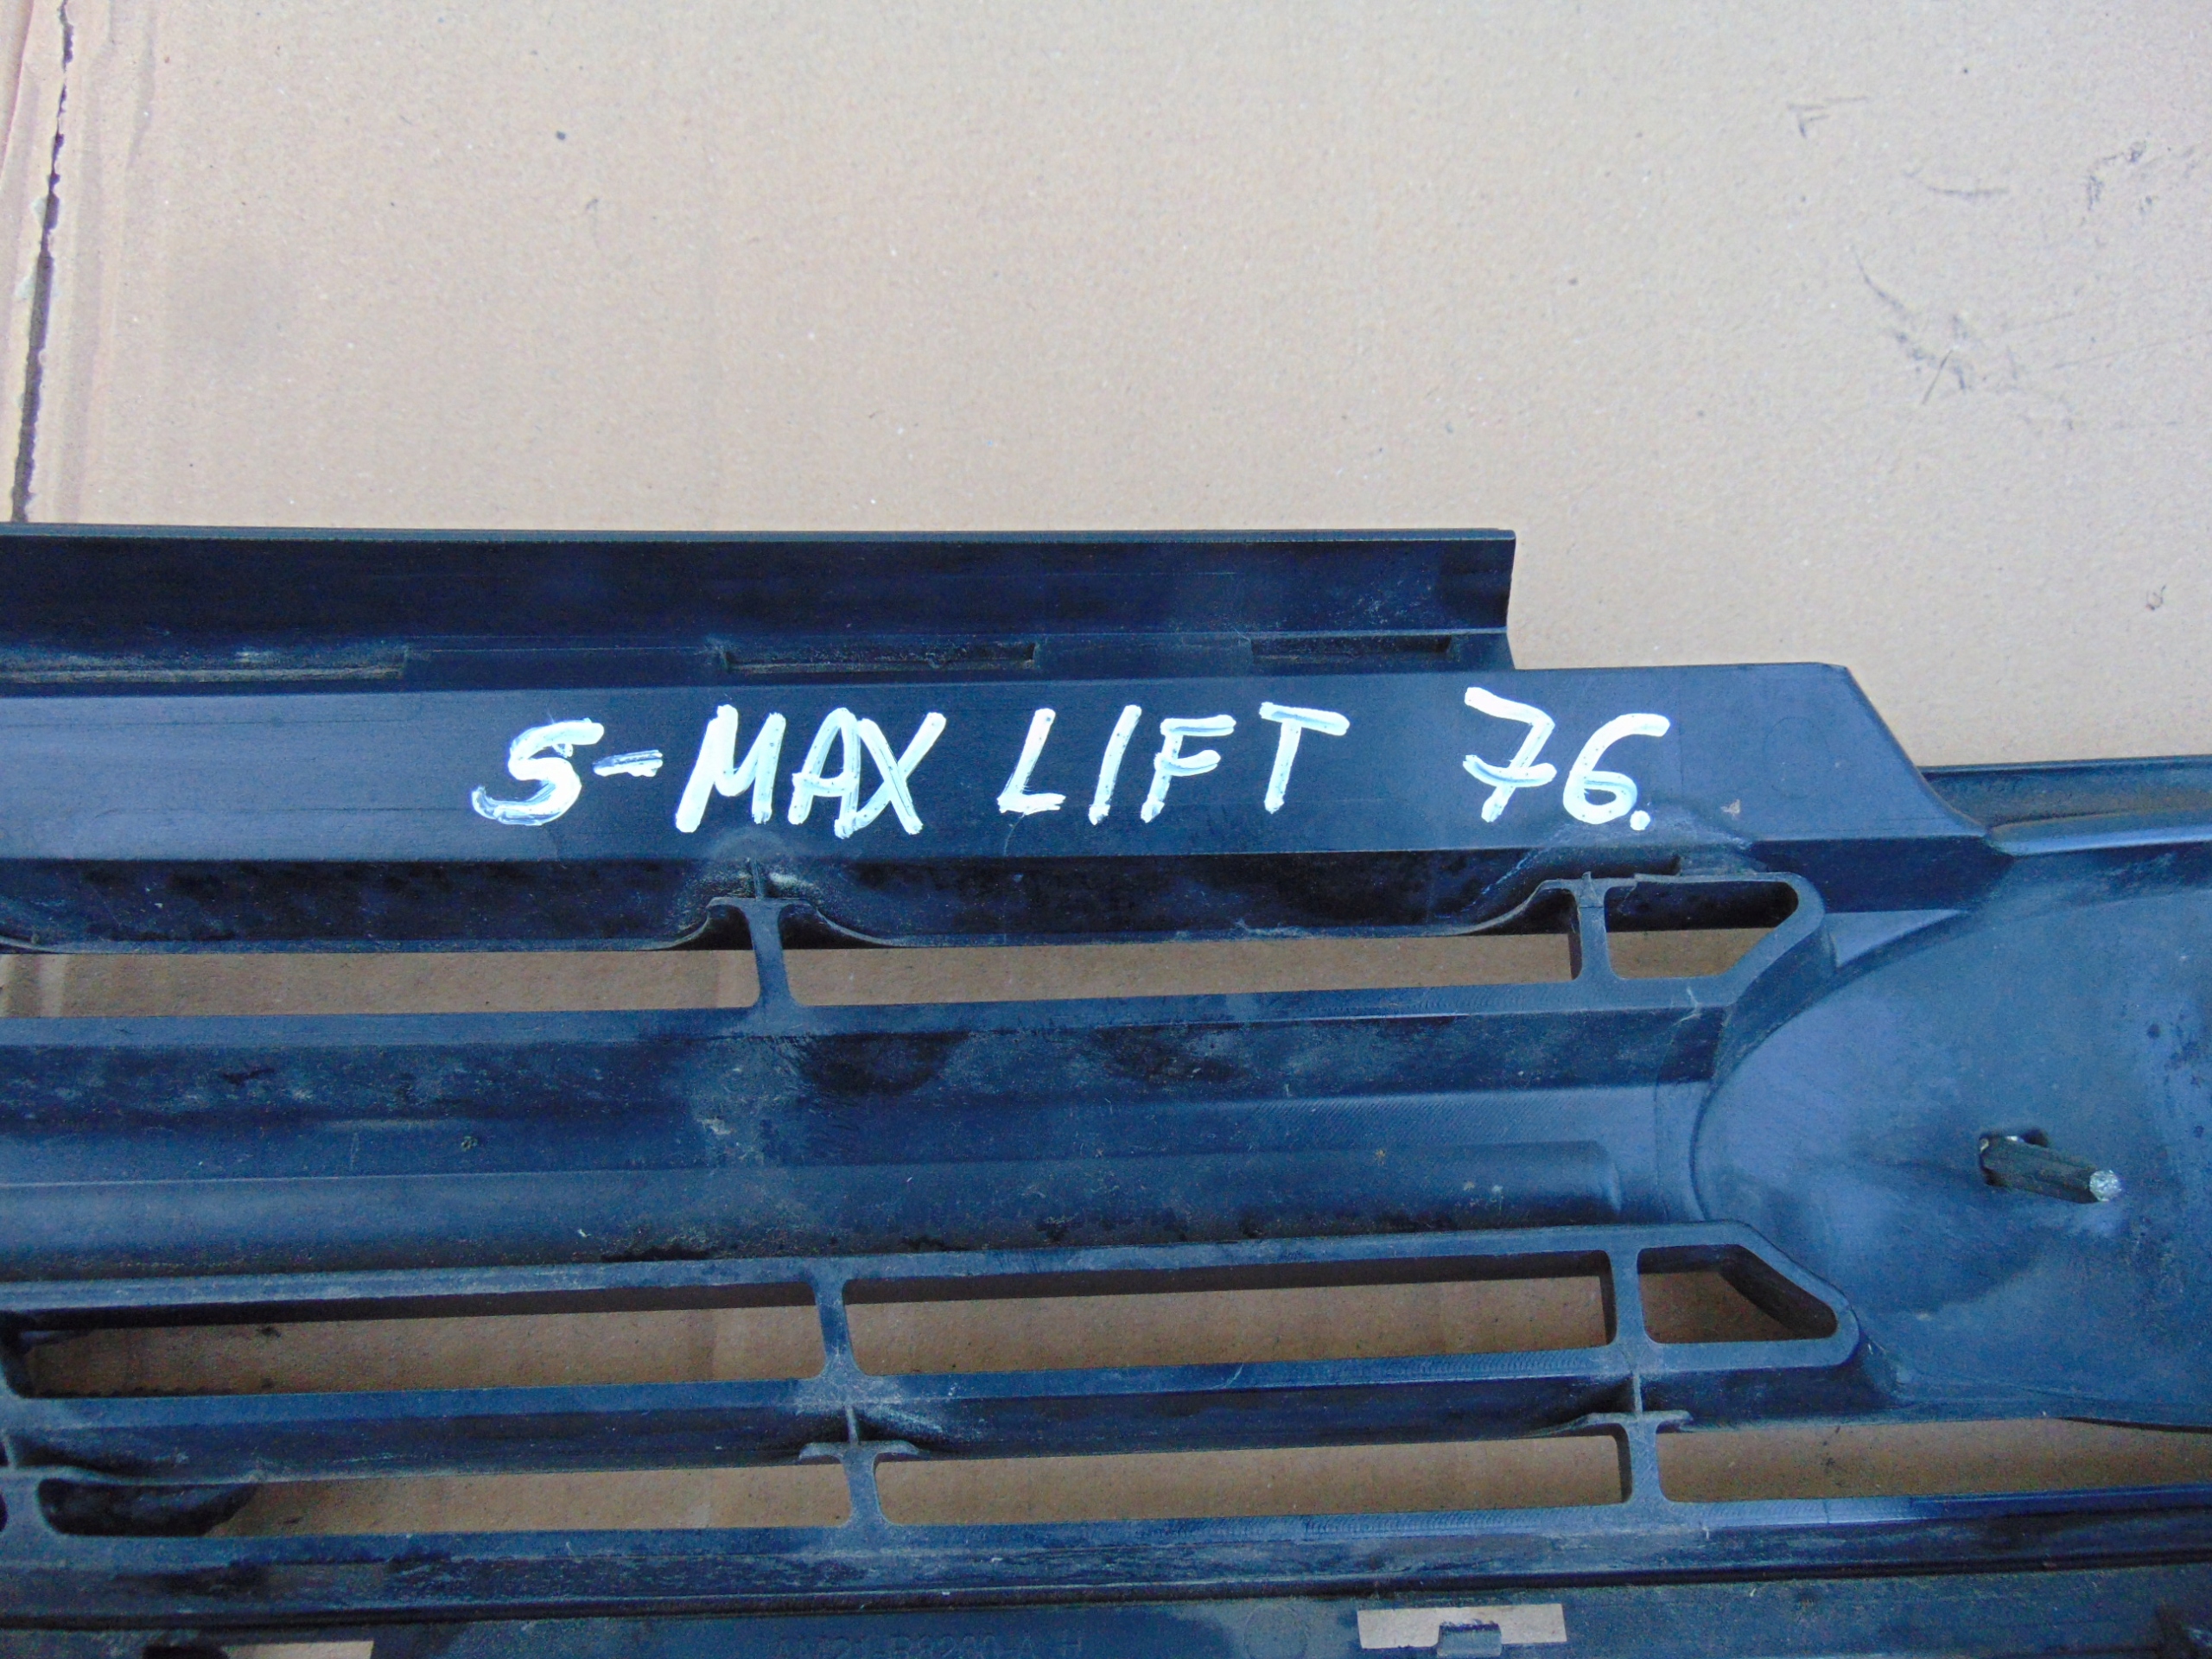 S-MAX LIFT 76.